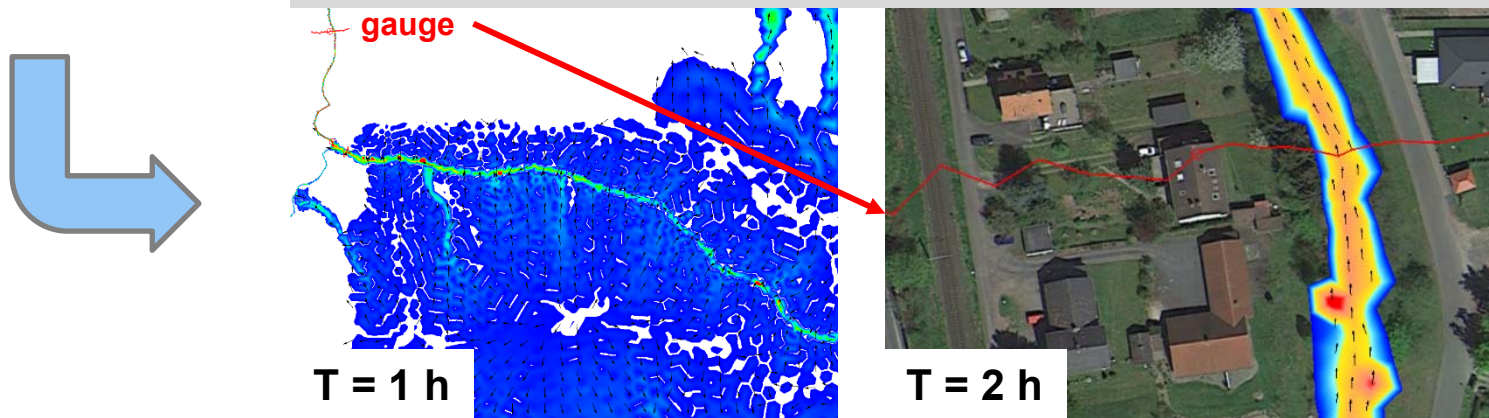 gauge
T = 1 h
T = 2 h